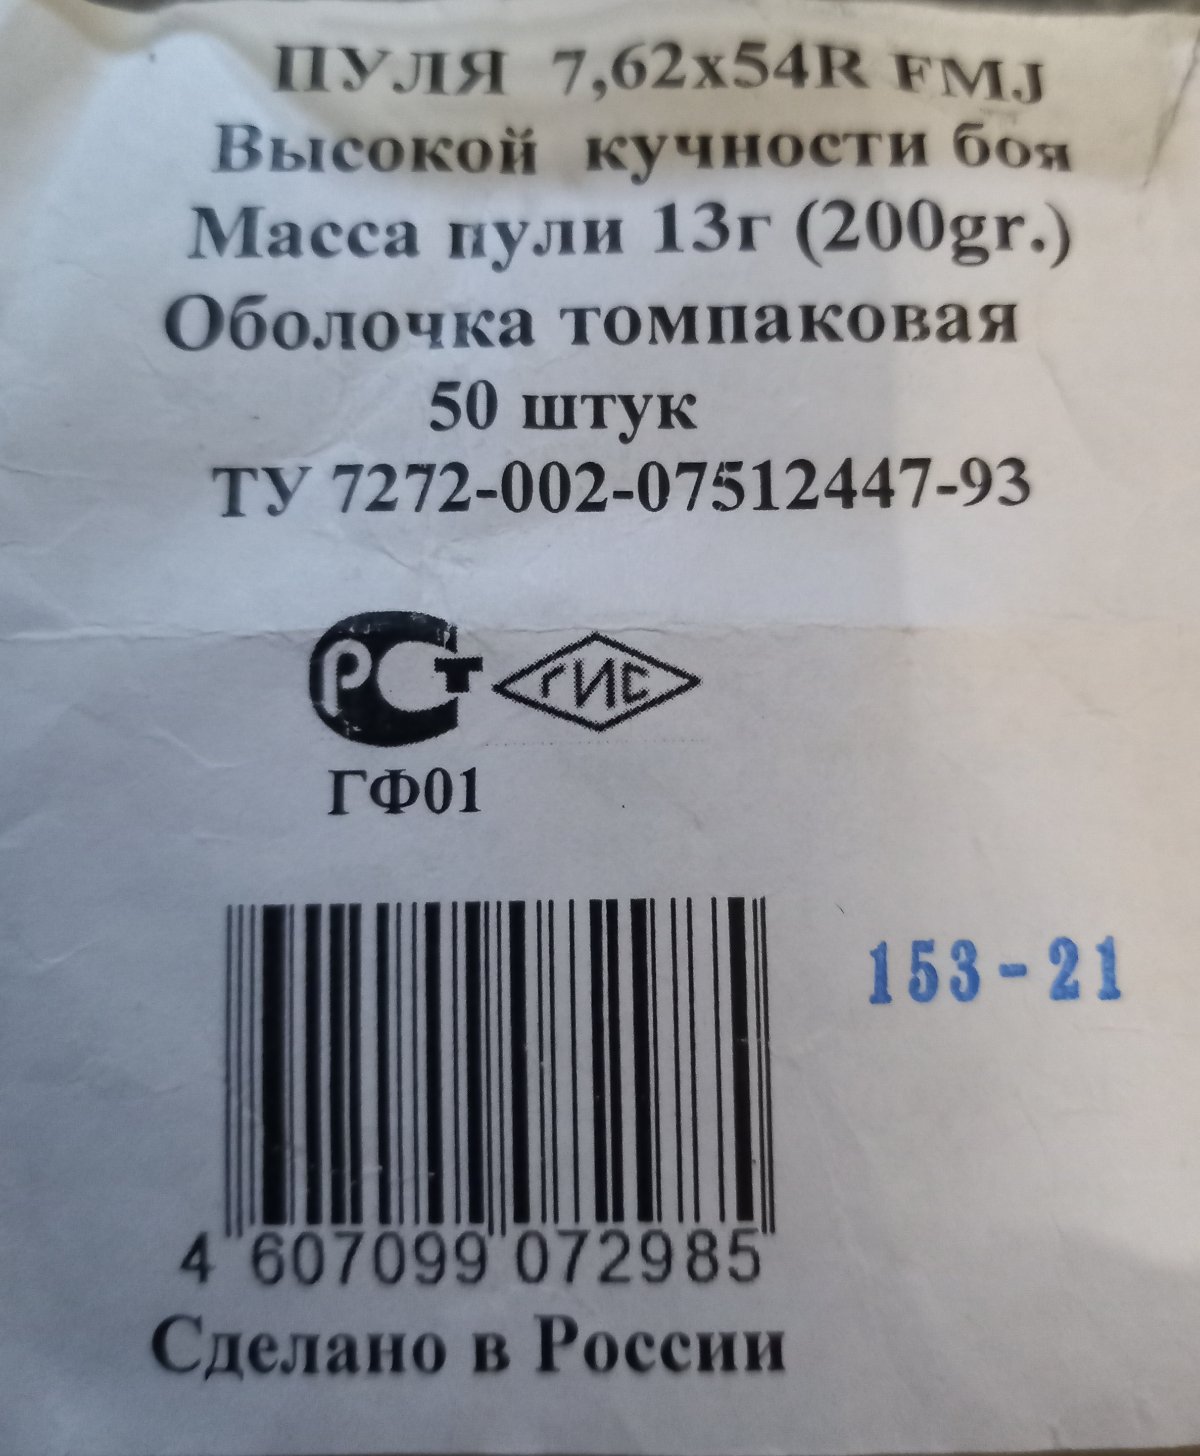 ПУЛЯ 7,62х54R FMJ
Высокой кучности боя
Масса пули 13г (200gr.)
Оболочка томпаковая
50 штук
ТУ 7272-002-07512447-93
РСТ ГИС
ГФ01
153-21
4 607099 072985
Сделано в России